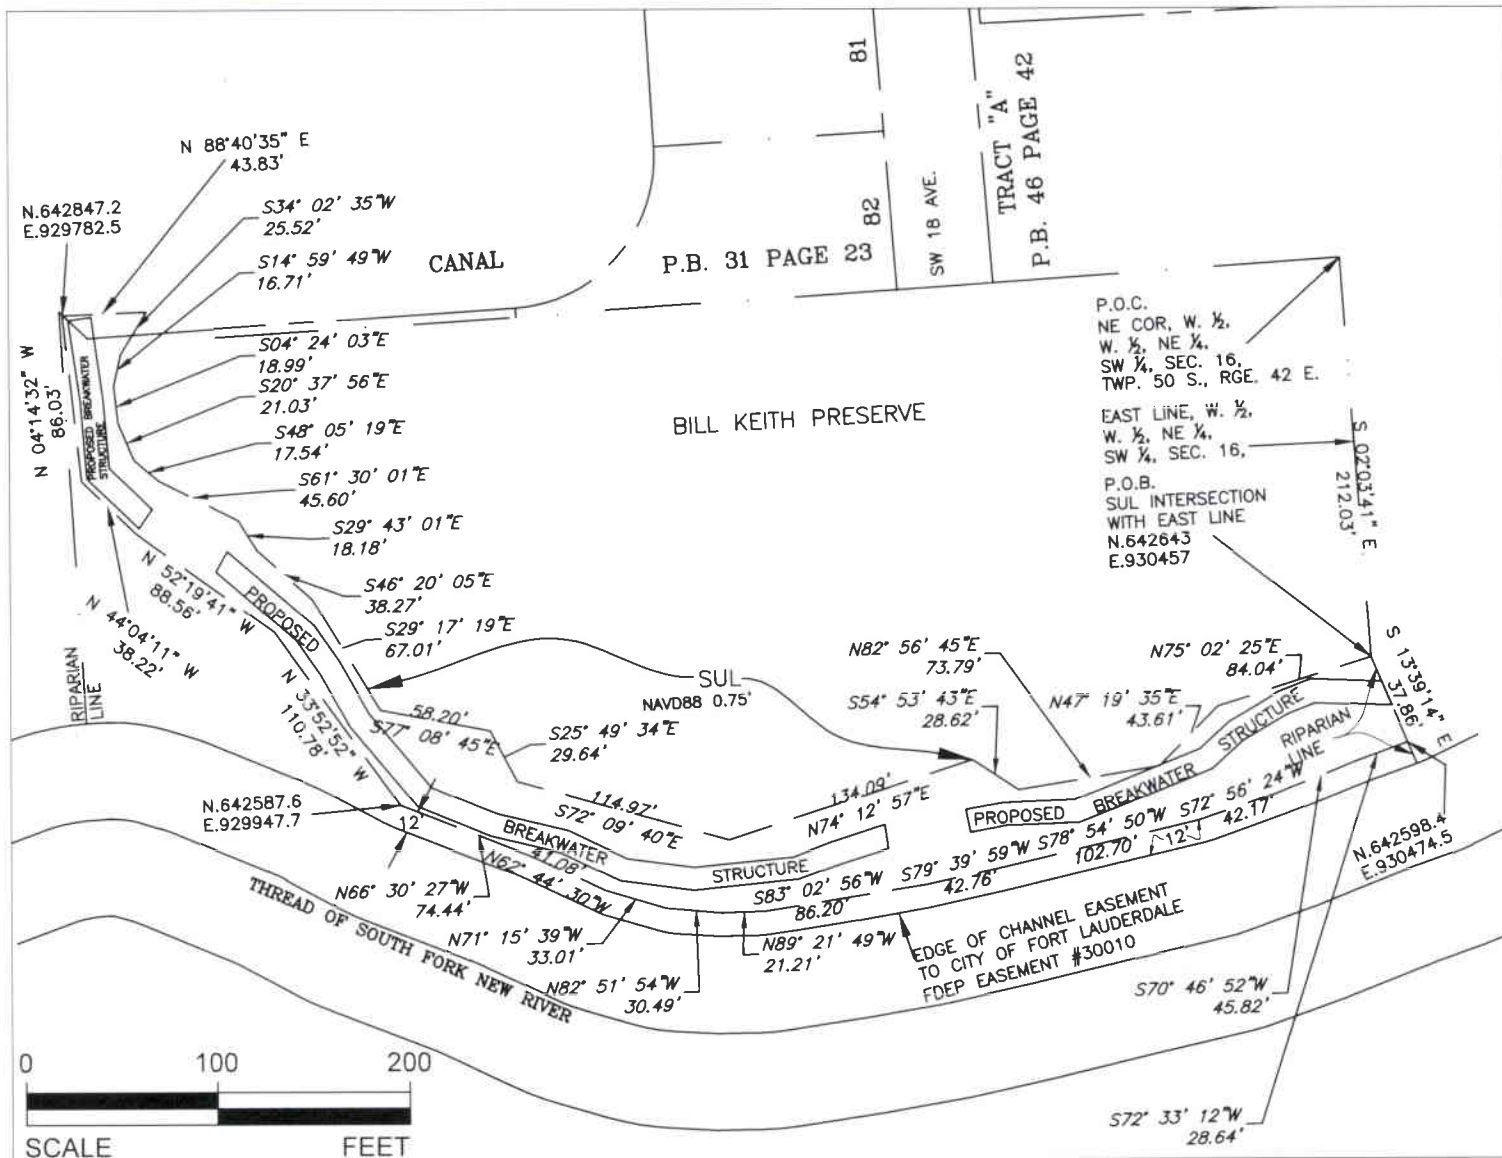 N 88°40'35" E
43.83'
N.642847.2
E.929782.5
S34° 02' 35"W
25.52'
S14° 59' 49"W
16.71'
CANAL
P.B. 31 PAGE 23
81
82
SW 18 AVE.
TRACT "A"
P.B. 46 PAGE 42
S04° 24' 03"E
18.99'
S20° 37' 56"E
21.03'
S48° 05' 19"E
17.54'
S61° 30' 01"E
45.60'
S29° 43' 01"E
18.18'
S46° 20' 05"E
38.27'
S29° 17' 19"E
67.01'
N 04°14'32" W
86.03'
PROPOSED BREAKWATER
STRUCTURE
BILL KEITH PRESERVE
P.O.C.
NE COR, W. ½,
W. ½, NE ¼,
SW ¼, SEC. 16,
TWP. 50 S., RGE. 42 E.
EAST LINE, W. ½,
W. ½, NE ¼,
SW ¼, SEC. 16,
P.O.B.
SUL INTERSECTION
WITH EAST LINE
N.642643
E.930457
S 02°03'41" E
212.03'
N 52°19'41" W
88.56'
N 44°04'11" W
38.22'
RIPARIAN
LINE
PROPOSED
N 33°52'52" W
110.78'
SUL
NAVD88 0.75'
58.20'
S77° 08' 45"E
S25° 49' 34"E
29.64'
N82° 56' 45"E
73.79'
S54° 53' 43"E
28.62'
N47° 19' 35"E
43.61'
N75° 02' 25"E
84.04'
S 13°39'14" E
37.86'
RIPARIAN
LINE
STRUCTURE
BREAKWATER
PROPOSED
N.642587.6
E.929947.7
12'
114.97'
S72° 09' 40"E
134.09'
N74° 12' 57"E
BREAKWATER
STRUCTURE
41.08'
N62° 44' 30"W
N66° 30' 27"W
74.44'
N71° 15' 39"W
33.01'
N82° 51' 54"W
30.49'
S83° 02' 56"W
86.20'
N89° 21' 49"W
21.21'
S79° 39' 59"W
42.76'
S78° 54' 50"W
102.70'
12'
S72° 56' 24"W
42.77'
N.642598.4
E.930474.5
EDGE OF CHANNEL EASEMENT
TO CITY OF FORT LAUDERDALE
FDEP EASEMENT #30010
S70° 46' 52"W
45.82'
S72° 33' 12"W
28.64'
THREAD OF SOUTH FORK NEW RIVER
0 100 200
SCALE FEET